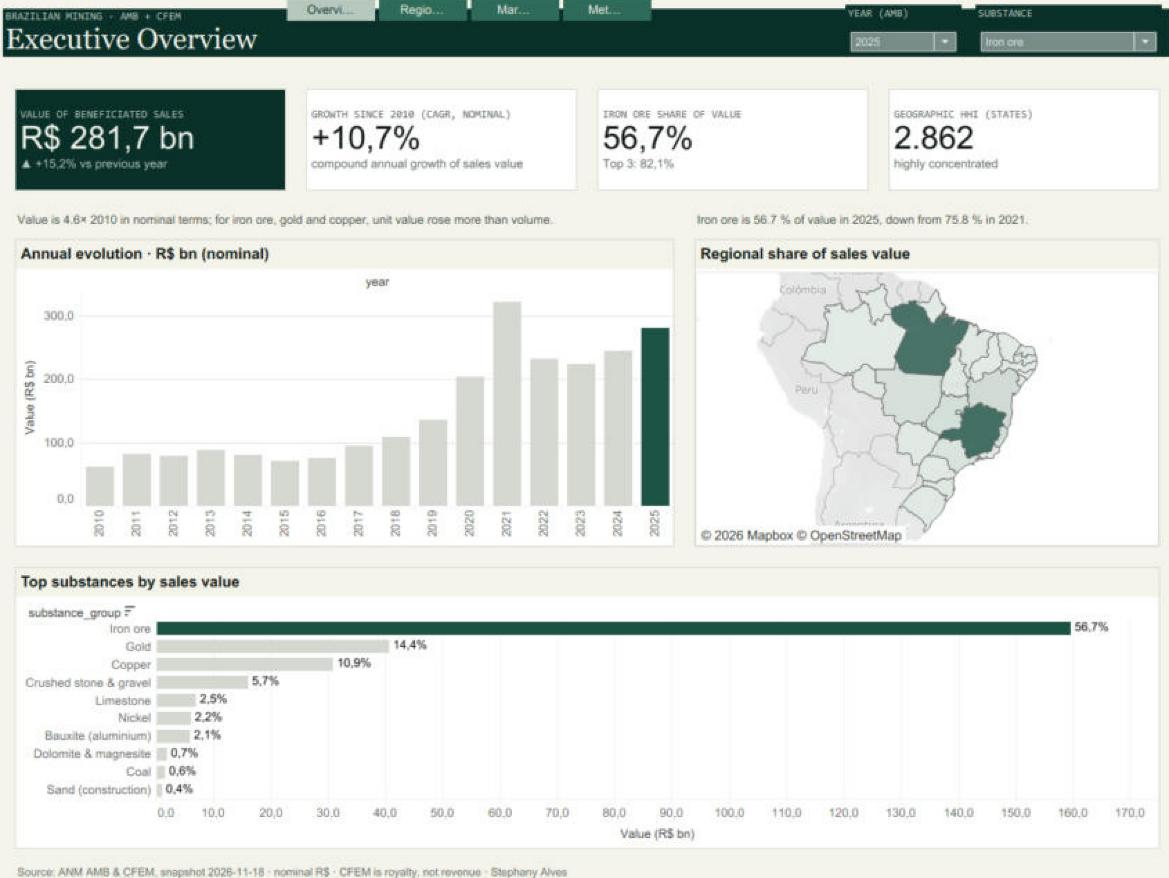 Overvi...
Regio...
Mar...
Met...
BRAZILIAN MINING · AMB + CFEM
Executive Overview
YEAR (AMB)
2025
SUBSTANCE
Iron ore
VALUE OF BENEFICIATED SALES
R$ 281,7 bn
▲ +15,2% vs previous year
GROWTH SINCE 2010 (CAGR, NOMINAL)
+10,7%
compound annual growth of sales value
IRON ORE SHARE OF VALUE
56,7%
Top 3: 82,1%
GEOGRAPHIC HHI (STATES)
2.862
highly concentrated
Value is 4.6× 2010 in nominal terms; for iron ore, gold and copper, unit value rose more than volume.
Iron ore is 56.7 % of value in 2025, down from 75.8 % in 2021.
Annual evolution · R$ bn (nominal)
year
Value (R$ bn)
300,0
200,0
100,0
0,0
2010
2011
2012
2013
2014
2015
2016
2017
2018
2019
2020
2021
2022
2023
2024
2025
Regional share of sales value
Colômbia
Peru
Argentina
© 2026 Mapbox © OpenStreetMap
Top substances by sales value
substance_group
Iron ore 56,7%
Gold 14,4%
Copper 10,9%
Crushed stone & gravel 5,7%
Limestone 2,5%
Nickel 2,2%
Bauxite (aluminium) 2,1%
Dolomite & magnesite 0,7%
Coal 0,6%
Sand (construction) 0,4%
0,0 10,0 20,0 30,0 40,0 50,0 60,0 70,0 80,0 90,0 100,0 110,0 120,0 130,0 140,0 150,0 160,0 170,0
Value (R$ bn)
Source: ANM AMB & CFEM, snapshot 2026-11-18 · nominal R$ · CFEM is royalty, not revenue · Stephany Alves